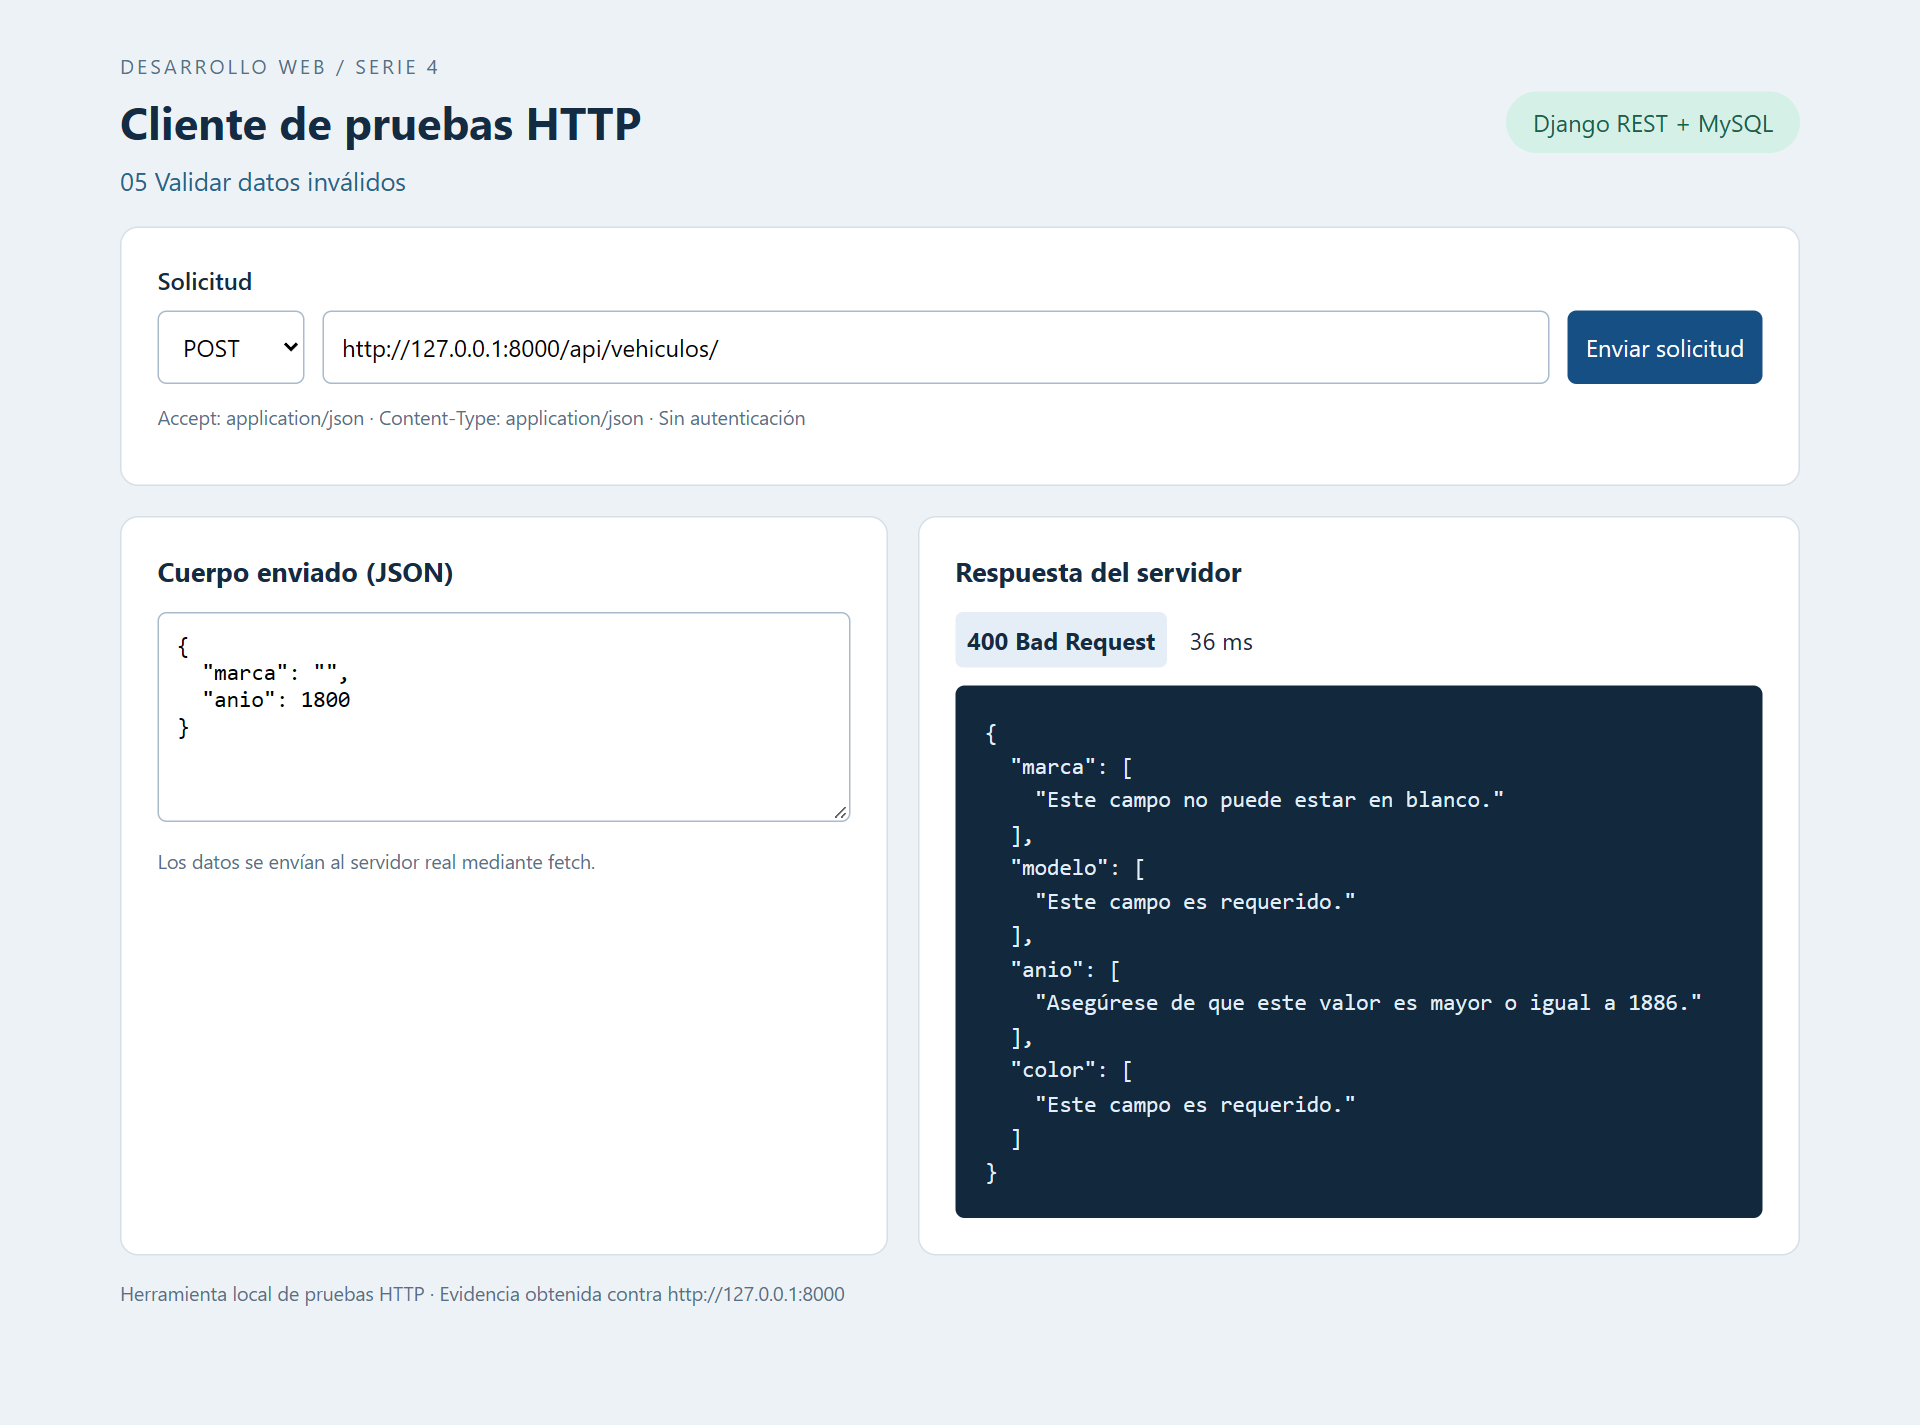 DESARROLLO WEB / SERIE 4
Cliente de pruebas HTTP
Django REST + MySQL
05 Validar datos inválidos
Solicitud
POST
http://127.0.0.1:8000/api/vehiculos/
Enviar solicitud
Accept: application/json · Content-Type: application/json · Sin autenticación
Cuerpo enviado (JSON)
{
  "marca": "",
  "anio": 1800
}
Los datos se envían al servidor real mediante fetch.
Respuesta del servidor
400 Bad Request
36 ms
{
  "marca": [
    "Este campo no puede estar en blanco."
  ],
  "modelo": [
    "Este campo es requerido."
  ],
  "anio": [
    "Asegúrese de que este valor es mayor o igual a 1886."
  ],
  "color": [
    "Este campo es requerido."
  ]
}
Herramienta local de pruebas HTTP · Evidencia obtenida contra http://127.0.0.1:8000